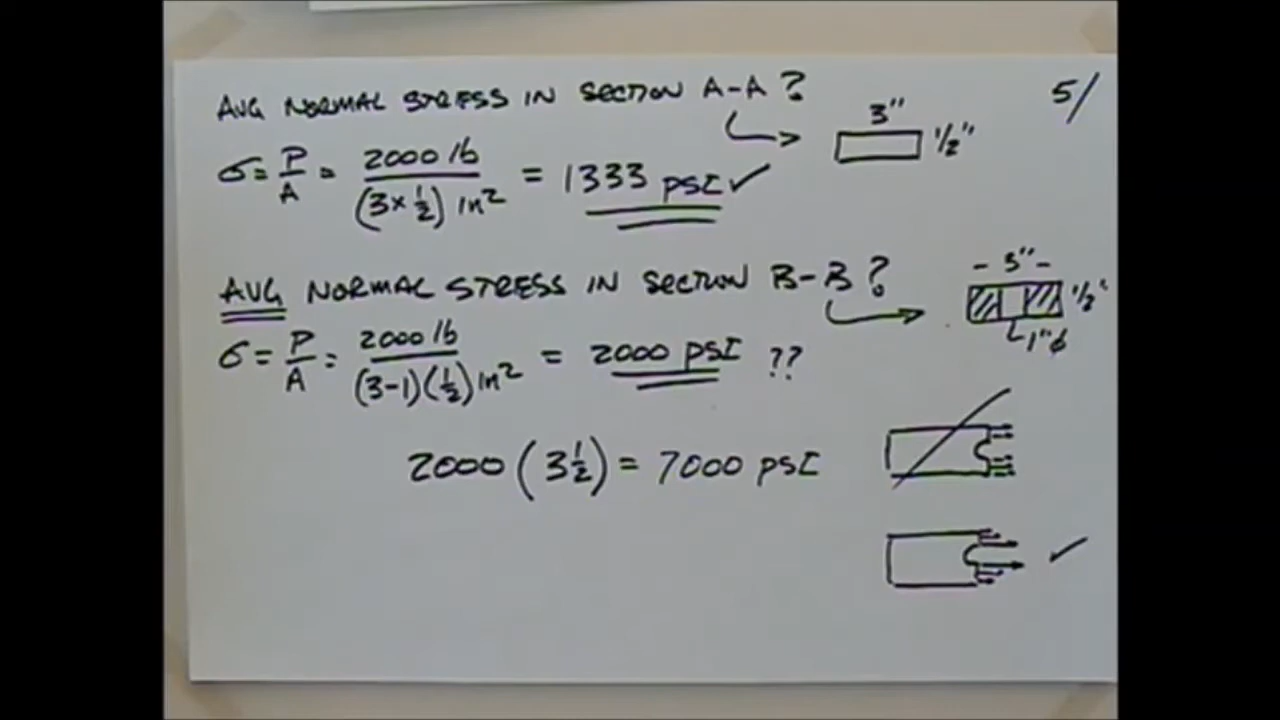 AVG NORMAL STRESS IN SECTION A-A ?
5/
3"
1/2"
σ = P/A = 2000 lb / (3 × 1/2) in² = 1333 PSI ✓
AVG NORMAL STRESS IN SECTION B-B ?
- 3" -
1/2"
1" ϕ
σ = P/A = 2000 lb / (3-1)(1/2) in² = 2000 PSI ??
2000 (3 1/2) = 7000 PSI
✓